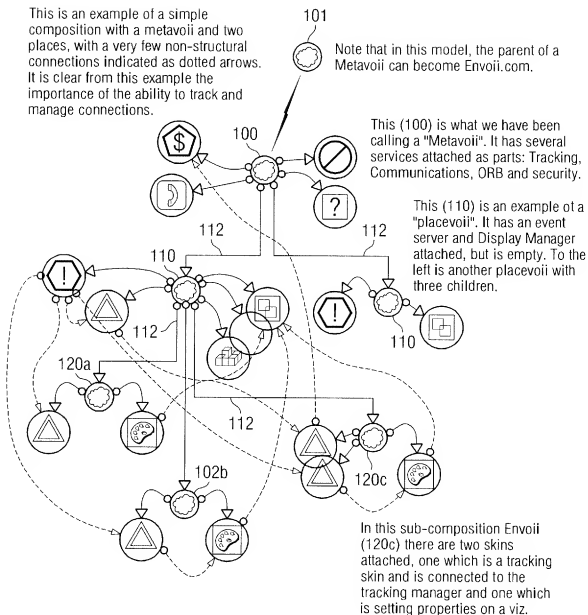 This is an example of a simple
composition with a metavoii and two
places, with a very few non-structural
connections indicated as dotted arrows.
It is clear from this example the
importance of the ability to track and
manage connections.
101
Note that in this model, the parent of a
Metavoii can become Envoii.com.
100
$
?
This (100) is what we have been
calling a "Metavoii". It has several
services attached as parts: Tracking,
Communications, ORB and security.
This (110) is an example ot a
"placevoii". It has an event
server and Display Manager
attached, but is empty. To the
left is another placevoii with
three children.
112
112
110
!
!
110
112
120a
112
120c
102b
In this sub-composition Envoii
(120c) there are two skins
attached, one which is a tracking
skin and is connected to the
tracking manager and one which
is setting properties on a viz.